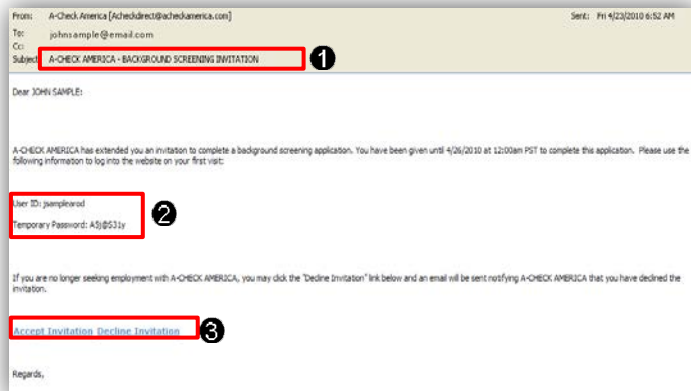 From: A-Check America [Acheckdirect@acheckamerica.com] Sent: Fri 4/23/2010 6:52 AM
To: johnsample@email.com
Cc:
Subject: A-CHECK AMERICA - BACKGROUND SCREENING INVITATION 1
Dear JOHN SAMPLE:
A-CHECK AMERICA has extended you an invitation to complete a background screening application. You have been given until 4/26/2010 at 12:00am PST to complete this application. Please use the
following information to log into the website on your first visit:
User ID: jsamplearod
2
Temporary Password: A5j@S31y
If you are no longer seeking employment with A-CHECK AMERICA, you may click the "Decline Invitation" link below and an email will be sent notifying A-CHECK AMERICA that you have declined the
invitation.
Accept Invitation Decline Invitation 3
Regards,